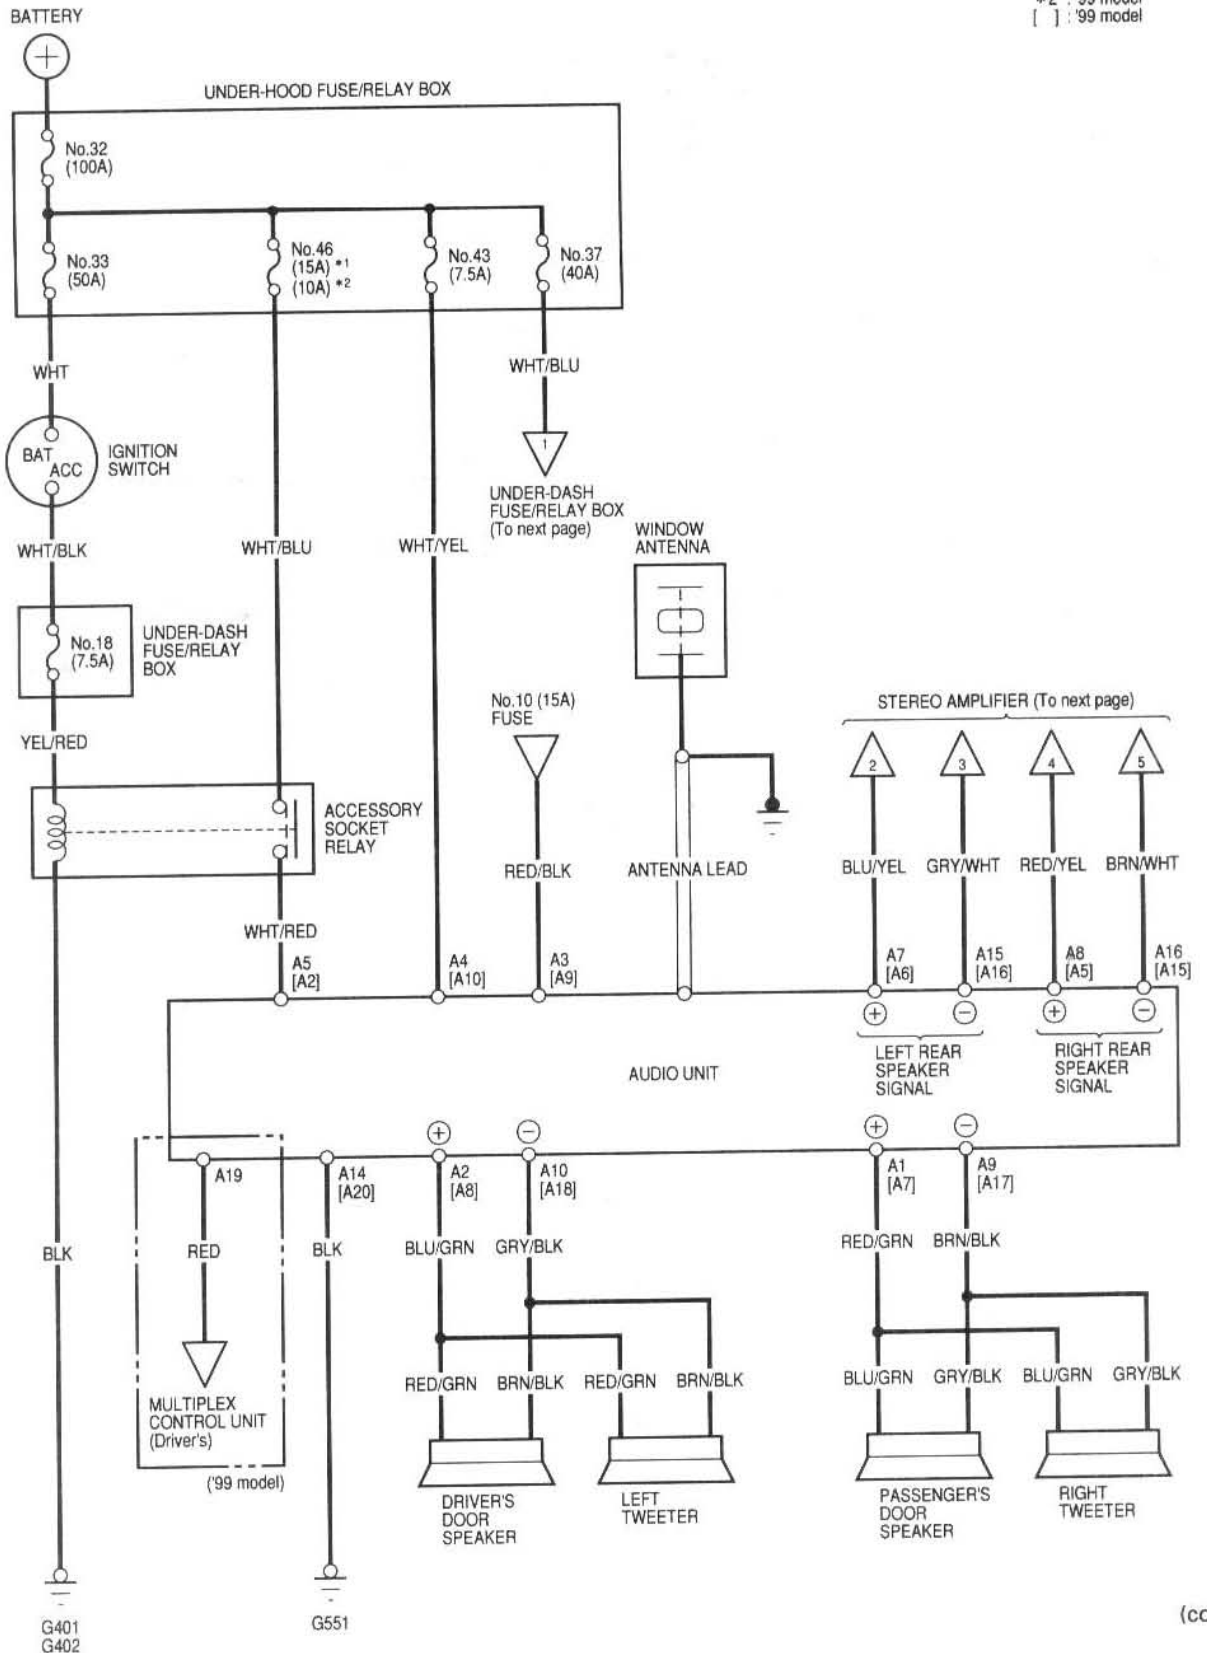 *2 : '99 model
[ ] : '99 model
BATTERY
+
UNDER-HOOD FUSE/RELAY BOX
No.32
(100A)
No.33
(50A)
No.46
(15A) *1
(10A) *2
No.43
(7.5A)
No.37
(40A)
WHT
WHT/BLU
BAT
ACC
IGNITION
SWITCH
1
UNDER-DASH
FUSE/RELAY BOX
(To next page)
WINDOW
ANTENNA
WHT/BLK
WHT/BLU
WHT/YEL
No.18
(7.5A)
UNDER-DASH
FUSE/RELAY
BOX
No.10 (15A)
FUSE
STEREO AMPLIFIER (To next page)
YEL/RED
2
3
4
5
ACCESSORY
SOCKET
RELAY
RED/BLK
ANTENNA LEAD
BLU/YEL
GRY/WHT
RED/YEL
BRN/WHT
WHT/RED
A5
[A2]
A4
[A10]
A3
[A9]
A7
[A6]
A15
[A16]
A8
[A5]
A16
[A15]
+
−
+
−
LEFT REAR
SPEAKER
SIGNAL
RIGHT REAR
SPEAKER
SIGNAL
AUDIO UNIT
+
−
+
−
A19
A14
[A20]
A2
[A8]
A10
[A18]
A1
[A7]
A9
[A17]
BLK
RED
BLK
BLU/GRN
GRY/BLK
RED/GRN
BRN/BLK
RED/GRN
BRN/BLK
RED/GRN
BRN/BLK
BLU/GRN
GRY/BLK
BLU/GRN
GRY/BLK
MULTIPLEX
CONTROL UNIT
(Driver's)
('99 model)
DRIVER'S
DOOR
SPEAKER
LEFT
TWEETER
PASSENGER'S
DOOR
SPEAKER
RIGHT
TWEETER
G401
G402
G551